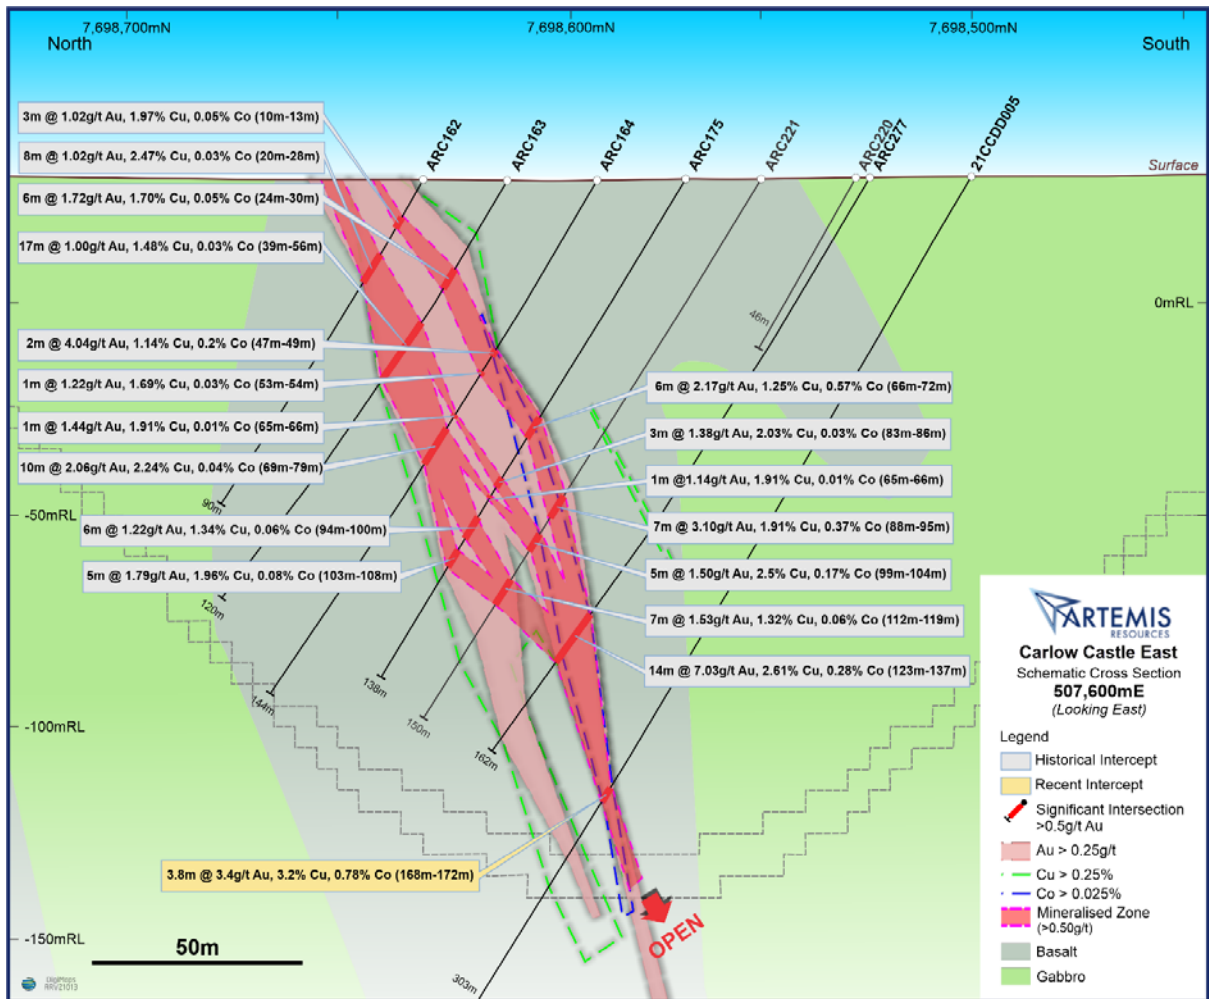 7,698,700mN
7,698,600mN
7,698,500mN
North
South
ARC162
ARC163
ARC164
ARC175
ARC221
ARC220
ARC277
21CCDD005
Surface
3m @ 1.02g/t Au, 1.97% Cu, 0.05% Co (10m-13m)
8m @ 1.02g/t Au, 2.47% Cu, 0.03% Co (20m-28m)
6m @ 1.72g/t Au, 1.70% Cu, 0.05% Co (24m-30m)
17m @ 1.00g/t Au, 1.48% Cu, 0.03% Co (39m-56m)
0mRL
46m
2m @ 4.04g/t Au, 1.14% Cu, 0.2% Co (47m-49m)
1m @ 1.22g/t Au, 1.69% Cu, 0.03% Co (53m-54m)
1m @ 1.44g/t Au, 1.91% Cu, 0.01% Co (65m-66m)
10m @ 2.06g/t Au, 2.24% Cu, 0.04% Co (69m-79m)
6m @ 2.17g/t Au, 1.25% Cu, 0.57% Co (66m-72m)
3m @ 1.38g/t Au, 2.03% Cu, 0.03% Co (83m-86m)
1m @1.14g/t Au, 1.91% Cu, 0.01% Co (65m-66m)
7m @ 3.10g/t Au, 1.91% Cu, 0.37% Co (88m-95m)
5m @ 1.50g/t Au, 2.5% Cu, 0.17% Co (99m-104m)
7m @ 1.53g/t Au, 1.32% Cu, 0.06% Co (112m-119m)
14m @ 7.03g/t Au, 2.61% Cu, 0.28% Co (123m-137m)
90m
-50mRL
6m @ 1.22g/t Au, 1.34% Cu, 0.06% Co (94m-100m)
5m @ 1.79g/t Au, 1.96% Cu, 0.08% Co (103m-108m)
120m
138m
144m
150m
162m
-100mRL
3.8m @ 3.4g/t Au, 3.2% Cu, 0.78% Co (168m-172m)
OPEN
-150mRL
50m
303m
DigiMaps
RRV21013
ARTEMIS
RESOURCES
Carlow Castle East
Schematic Cross Section
507,600mE
(Looking East)
Legend
Historical Intercept
Recent Intercept
Significant Intersection
>0.5g/t Au
Au > 0.25g/t
Cu > 0.25%
Co > 0.025%
Mineralised Zone
(>0.50g/t)
Basalt
Gabbro